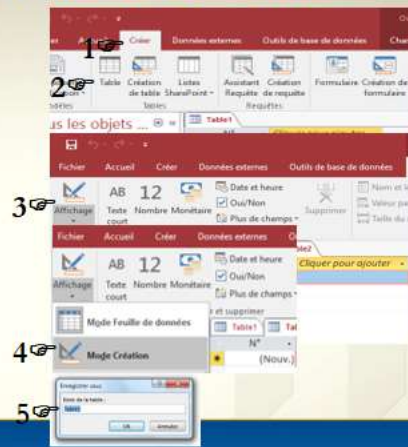 Créer Données externes Outils de base de données
1
2
Table Création de table Listes SharePoint Assistant Requête Création de requête Formulaire Création de formulaire
Tables Requêtes
us les objets ... Table1
Fichier Accueil Créer Données externes Outils de base de données
3
Affichage AB Texte court 12 Nombre Monétaire Date et heure
Oui/Non
Plus de champs
Supprimer
Fichier Accueil Créer Données externes
Affichage AB Texte court 12 Nombre Monétaire Date et heure
Oui/Non
Plus de champs
Cliquer pour ajouter
et supprimer
Mode Feuille de données
Table1
4
Mode Création
N°
(Nouv.)
Enregistrer sous
5
Nom de la table :
Ok Annuler